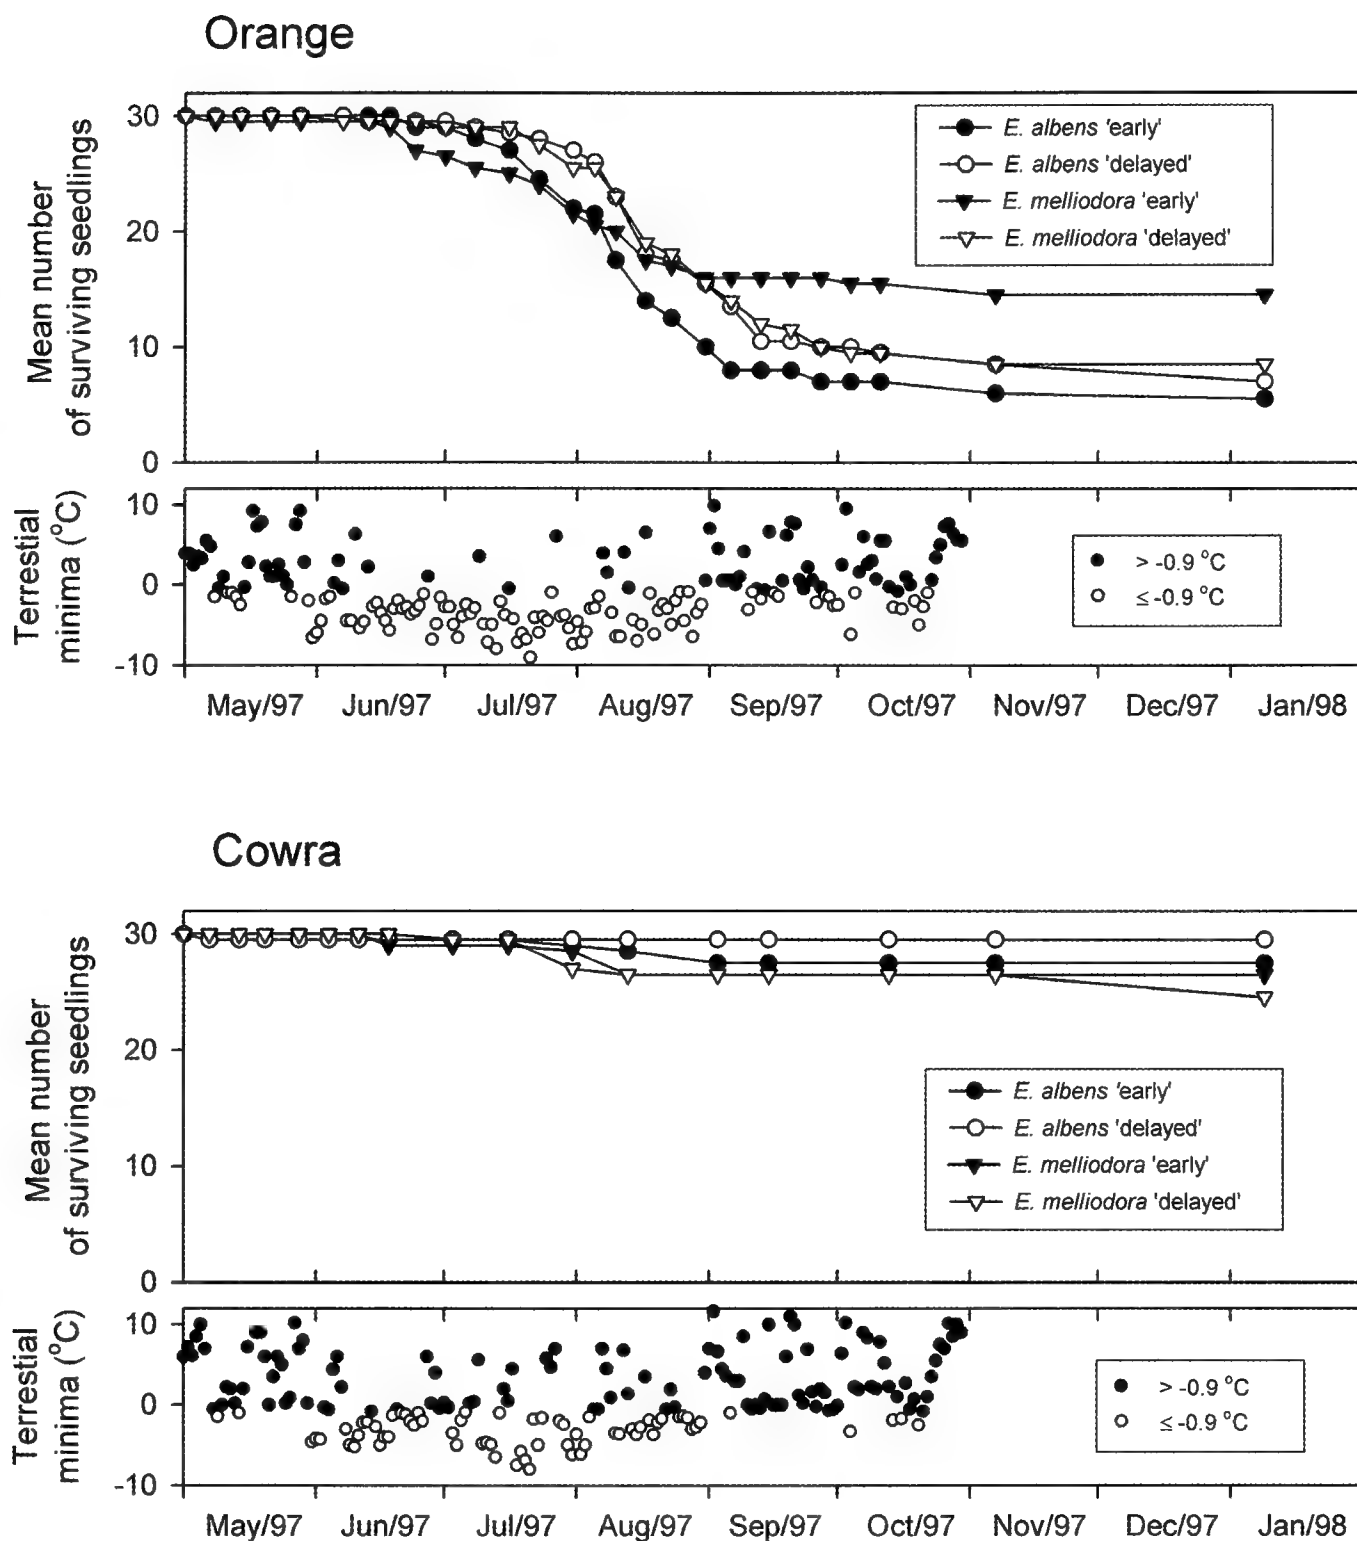 Orange
Mean number
of surviving seedlings
30
20
10
0
E. albens 'early'
E. albens 'delayed'
E. melliodora 'early'
E. melliodora 'delayed'
Terrestial
minima (°C)
10
0
-10
> -0.9 °C
≤ -0.9 °C
May/97 Jun/97 Jul/97 Aug/97 Sep/97 Oct/97 Nov/97 Dec/97 Jan/98
Cowra
Mean number
of surviving seedlings
30
20
10
0
E. albens 'early'
E. albens 'delayed'
E. melliodora 'early'
E. melliodora 'delayed'
Terrestial
minima (°C)
10
0
-10
> -0.9 °C
≤ -0.9 °C
May/97 Jun/97 Jul/97 Aug/97 Sep/97 Oct/97 Nov/97 Dec/97 Jan/98